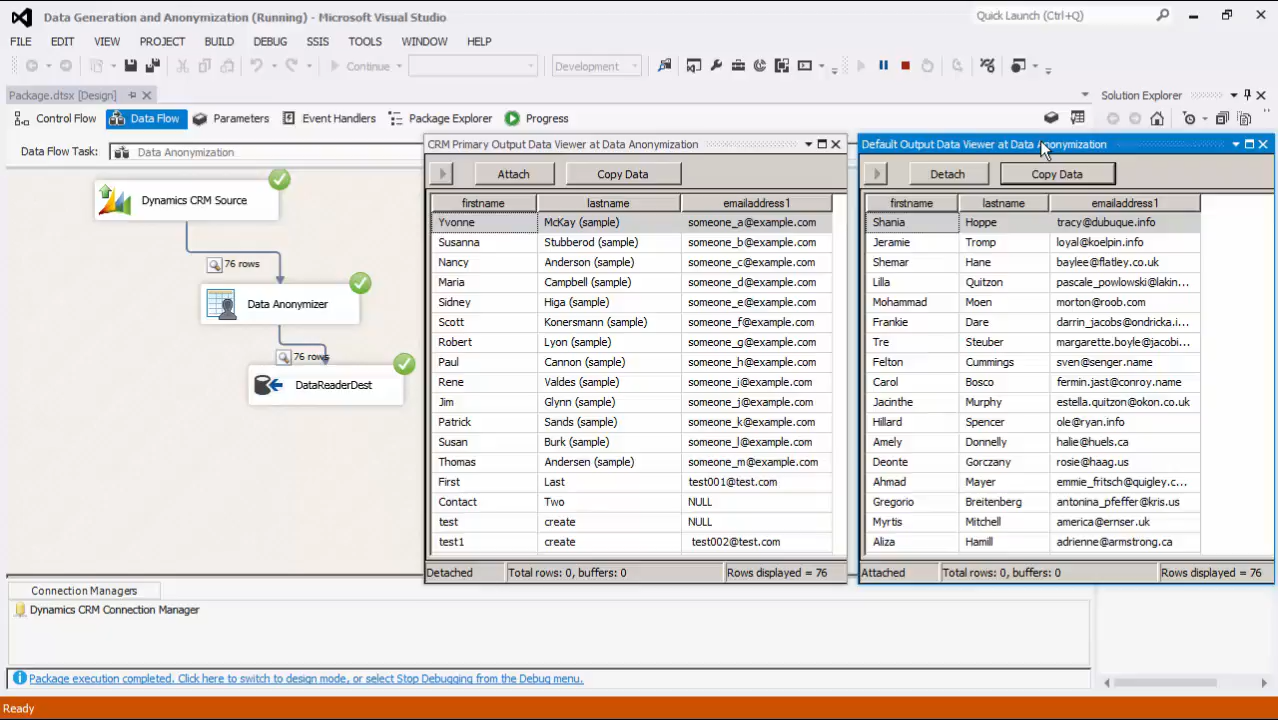 Data Generation and Anonymization (Running) - Microsoft Visual Studio
Quick Launch (Ctrl+Q)
FILE EDIT VIEW PROJECT BUILD DEBUG SSIS TOOLS WINDOW HELP
Continue Development
Package.dtsx [Design]
Solution Explorer
Control Flow Data Flow Parameters Event Handlers Package Explorer Progress
Data Flow Task: Data Anonymization
Dynamics CRM Source
76 rows
Data Anonymizer
76 rows
DataReaderDest
CRM Primary Output Data Viewer at Data Anonymization
Attach Copy Data
firstname lastname emailaddress1
Yvonne McKay (sample) someone_a@example.com
Susanna Stubberod (sample) someone_b@example.com
Nancy Anderson (sample) someone_c@example.com
Maria Campbell (sample) someone_d@example.com
Sidney Higa (sample) someone_e@example.com
Scott Konersmann (sample) someone_f@example.com
Robert Lyon (sample) someone_g@example.com
Paul Cannon (sample) someone_h@example.com
Rene Valdes (sample) someone_i@example.com
Jim Glynn (sample) someone_j@example.com
Patrick Sands (sample) someone_k@example.com
Susan Burk (sample) someone_l@example.com
Thomas Andersen (sample) someone_m@example.com
First Last test001@test.com
Contact Two NULL
test create NULL
test1 create test002@test.com
Detached Total rows: 0, buffers: 0 Rows displayed = 76
Default Output Data Viewer at Data Anonymization
Detach Copy Data
firstname lastname emailaddress1
Shania Hoppe tracy@dubuque.info
Jeramie Tromp loyal@koelpin.info
Shemar Hane baylee@flatley.co.uk
Lilla Quitzon pascale_powlowski@lakin...
Mohammad Moen morton@roob.com
Frankie Dare darrin_jacobs@ondricka.i...
Tre Steuber margarette.boyle@jacobi...
Felton Cummings sven@senger.name
Carol Bosco fermin.jast@conroy.name
Jacinthe Murphy estella.quitzon@okon.co.uk
Hillard Spencer ole@ryan.info
Amely Donnelly halie@huels.ca
Deonte Gorczany rosie@haag.us
Ahmad Mayer emmie_fritsch@quigley.c...
Gregorio Breitenberg antonina_pfeffer@kris.us
Myrtis Mitchell america@ernser.uk
Aliza Hamill adrienne@armstrong.ca
Attached Total rows: 0, buffers: 0 Rows displayed = 76
Connection Managers
Dynamics CRM Connection Manager
Package execution completed. Click here to switch to design mode, or select Stop Debugging from the Debug menu.
Ready